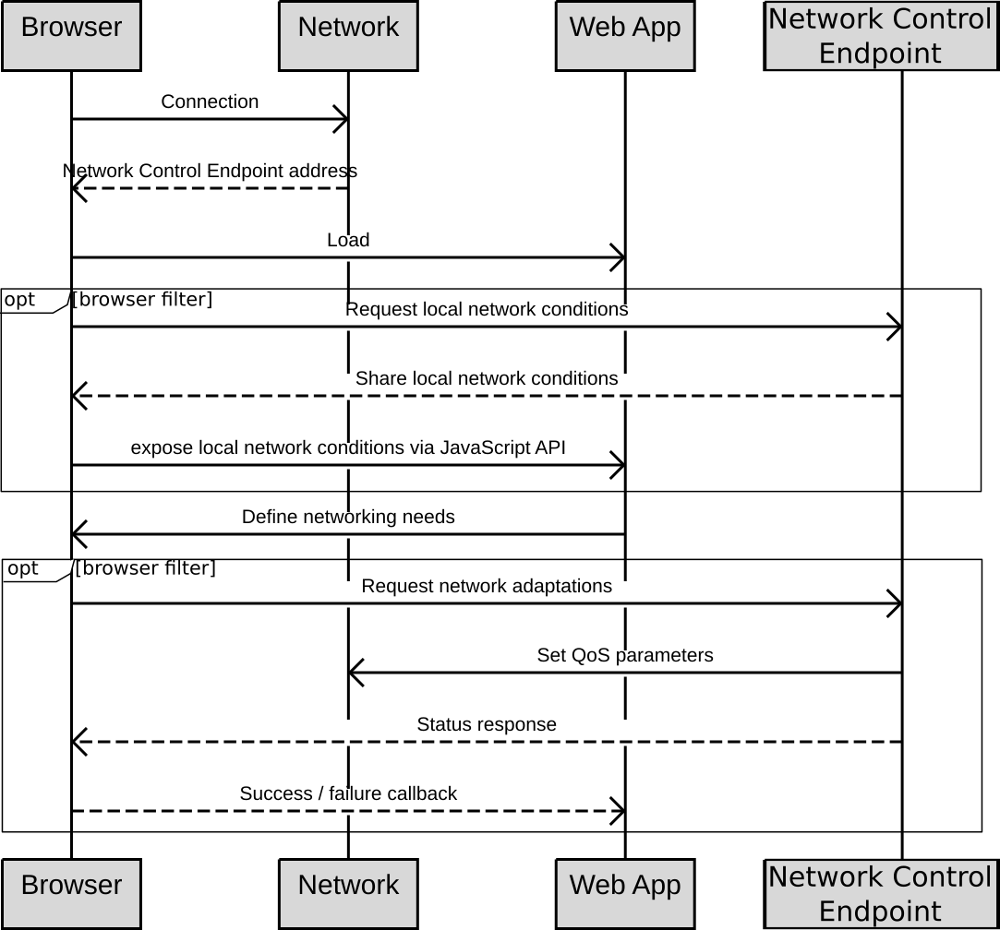 Browser
Network
Web App
Network Control
Endpoint
Connection
Network Control Endpoint address
Load
opt
[browser filter]
Request local network conditions
Share local network conditions
expose local network conditions via JavaScript API
Define networking needs
opt
[browser filter]
Request network adaptations
Set QoS parameters
Status response
Success / failure callback
Browser
Network
Web App
Network Control
Endpoint